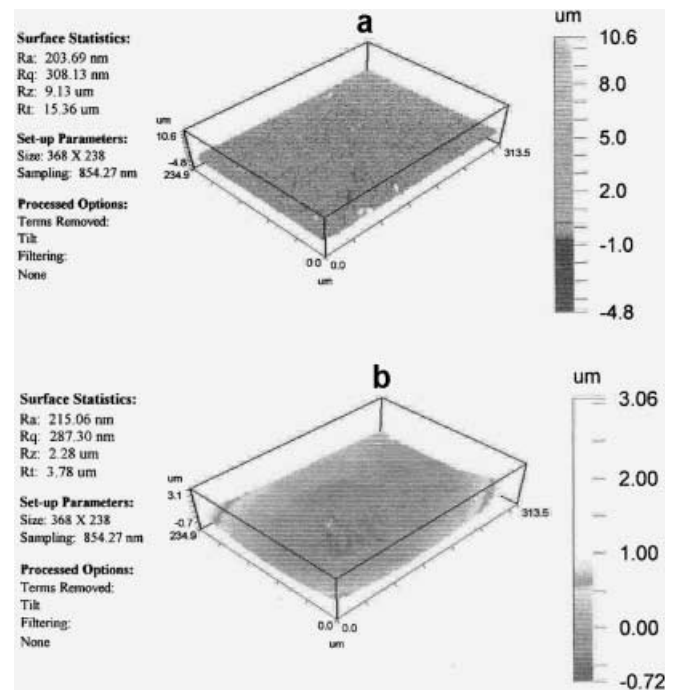 a
Surface Statistics:
Ra: 203.69 nm
Rq: 308.13 nm
Rz: 9.13 um
Rt: 15.36 um
Set-up Parameters:
Size: 368 X 238
Sampling: 854.27 nm
Processed Options:
Terms Removed:
Tilt
Filtering:
None
um
10.6
-4.8
234.9
0.0 0.0
um
313.5
um
10.6
8.0
5.0
2.0
-1.0
-4.8
b
Surface Statistics:
Ra: 215.06 nm
Rq: 287.30 nm
Rz: 2.28 um
Rt: 3.78 um
Set-up Parameters:
Size: 368 X 238
Sampling: 854.27 nm
Processed Options:
Terms Removed:
Tilt
Filtering:
None
um
3.1
-0.7
234.9
0.0 0.0
um
313.5
um
3.06
2.00
1.00
0.00
-0.72